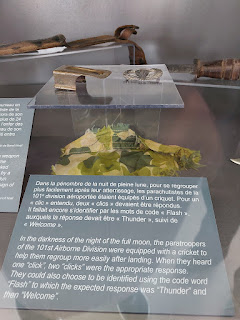 Dans la pénombre de la nuit de pleine lune, pour se regrouper
plus facilement après leur atterrissage, les parachutistes de la
101e division aéroportée étaient équipés d'un criquet. Pour un
« clic » entendu, deux « clics » devaient être répondus.
Il fallait encore s'identifier par les mots de code « Flash »,
auxquels la réponse devait être « Thunder », suivi de
« Welcome ».
In the darkness of the night of the full moon, the paratroopers
of the 101st Airborne Division were equipped with a cricket to
help them regroup more easily after landing. When they heard
one "click", two "clicks" were the appropriate response.
They could also choose to be identified using the code word
"Flash" to which the expected response was "Thunder" and
then "Welcome".